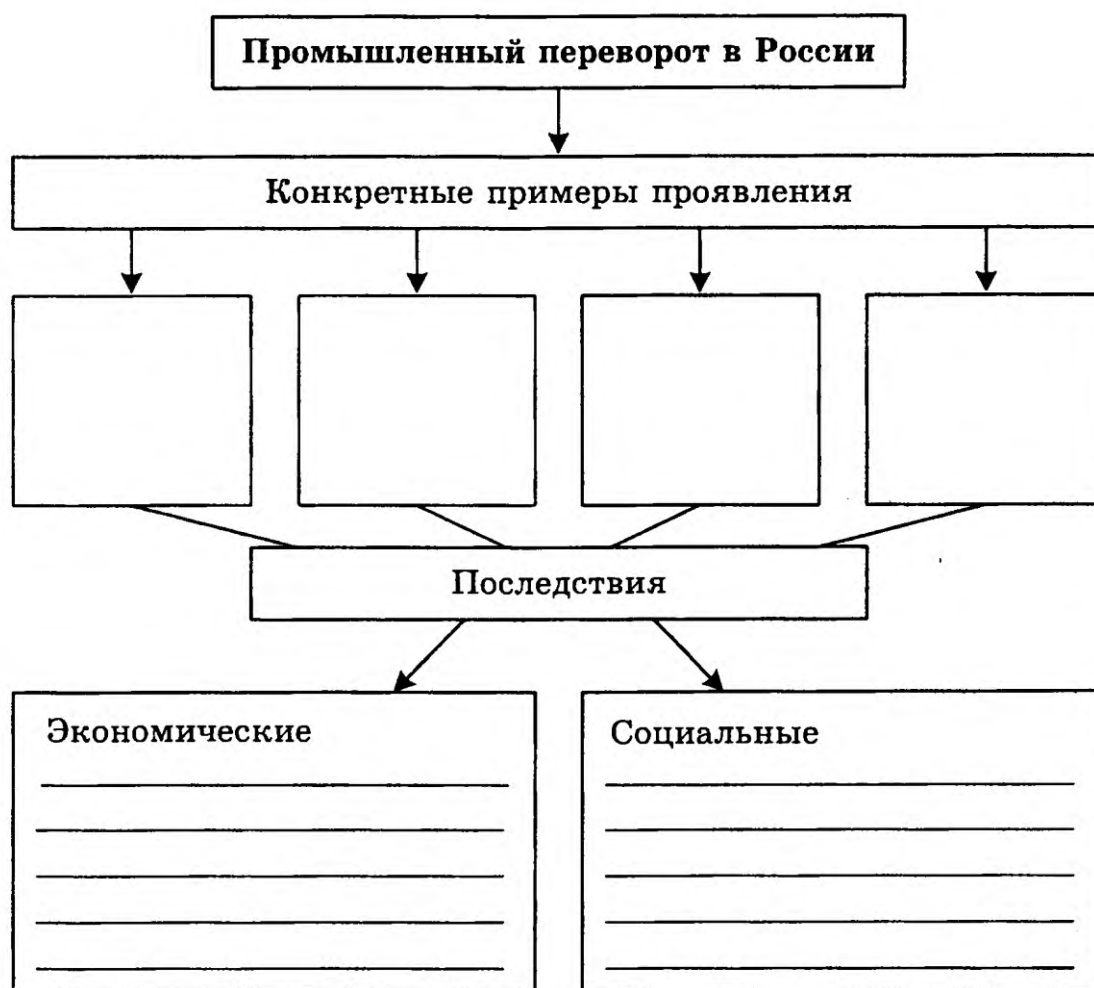 Промышленный переворот в России
Конкретные примеры проявления
Последствия
Экономические
Социальные